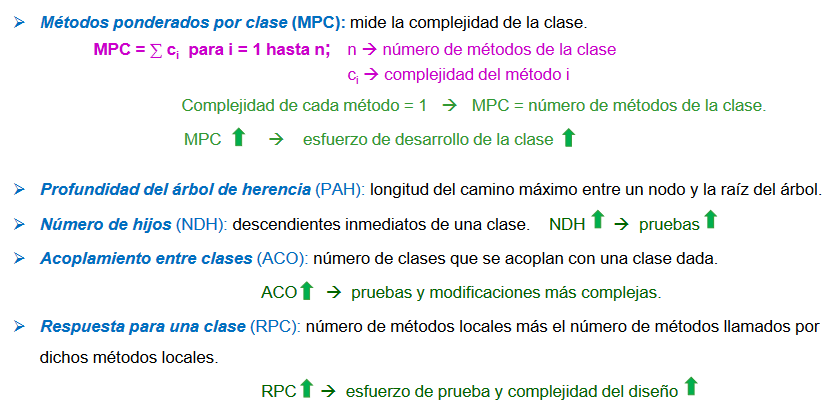 ➢ Métodos ponderados por clase (MPC): mide la complejidad de la clase.
MPC = ∑ ci para i = 1 hasta n; n → número de métodos de la clase
ci → complejidad del método i
Complejidad de cada método = 1 → MPC = número de métodos de la clase.
MPC ⬆ → esfuerzo de desarrollo de la clase ⬆
➢ Profundidad del árbol de herencia (PAH): longitud del camino máximo entre un nodo y la raíz del árbol.
➢ Número de hijos (NDH): descendientes inmediatos de una clase. NDH ⬆ → pruebas ⬆
➢ Acoplamiento entre clases (ACO): número de clases que se acoplan con una clase dada.
ACO ⬆ → pruebas y modificaciones más complejas.
➢ Respuesta para una clase (RPC): número de métodos locales más el número de métodos llamados por
dichos métodos locales.
RPC ⬆ → esfuerzo de prueba y complejidad del diseño ⬆